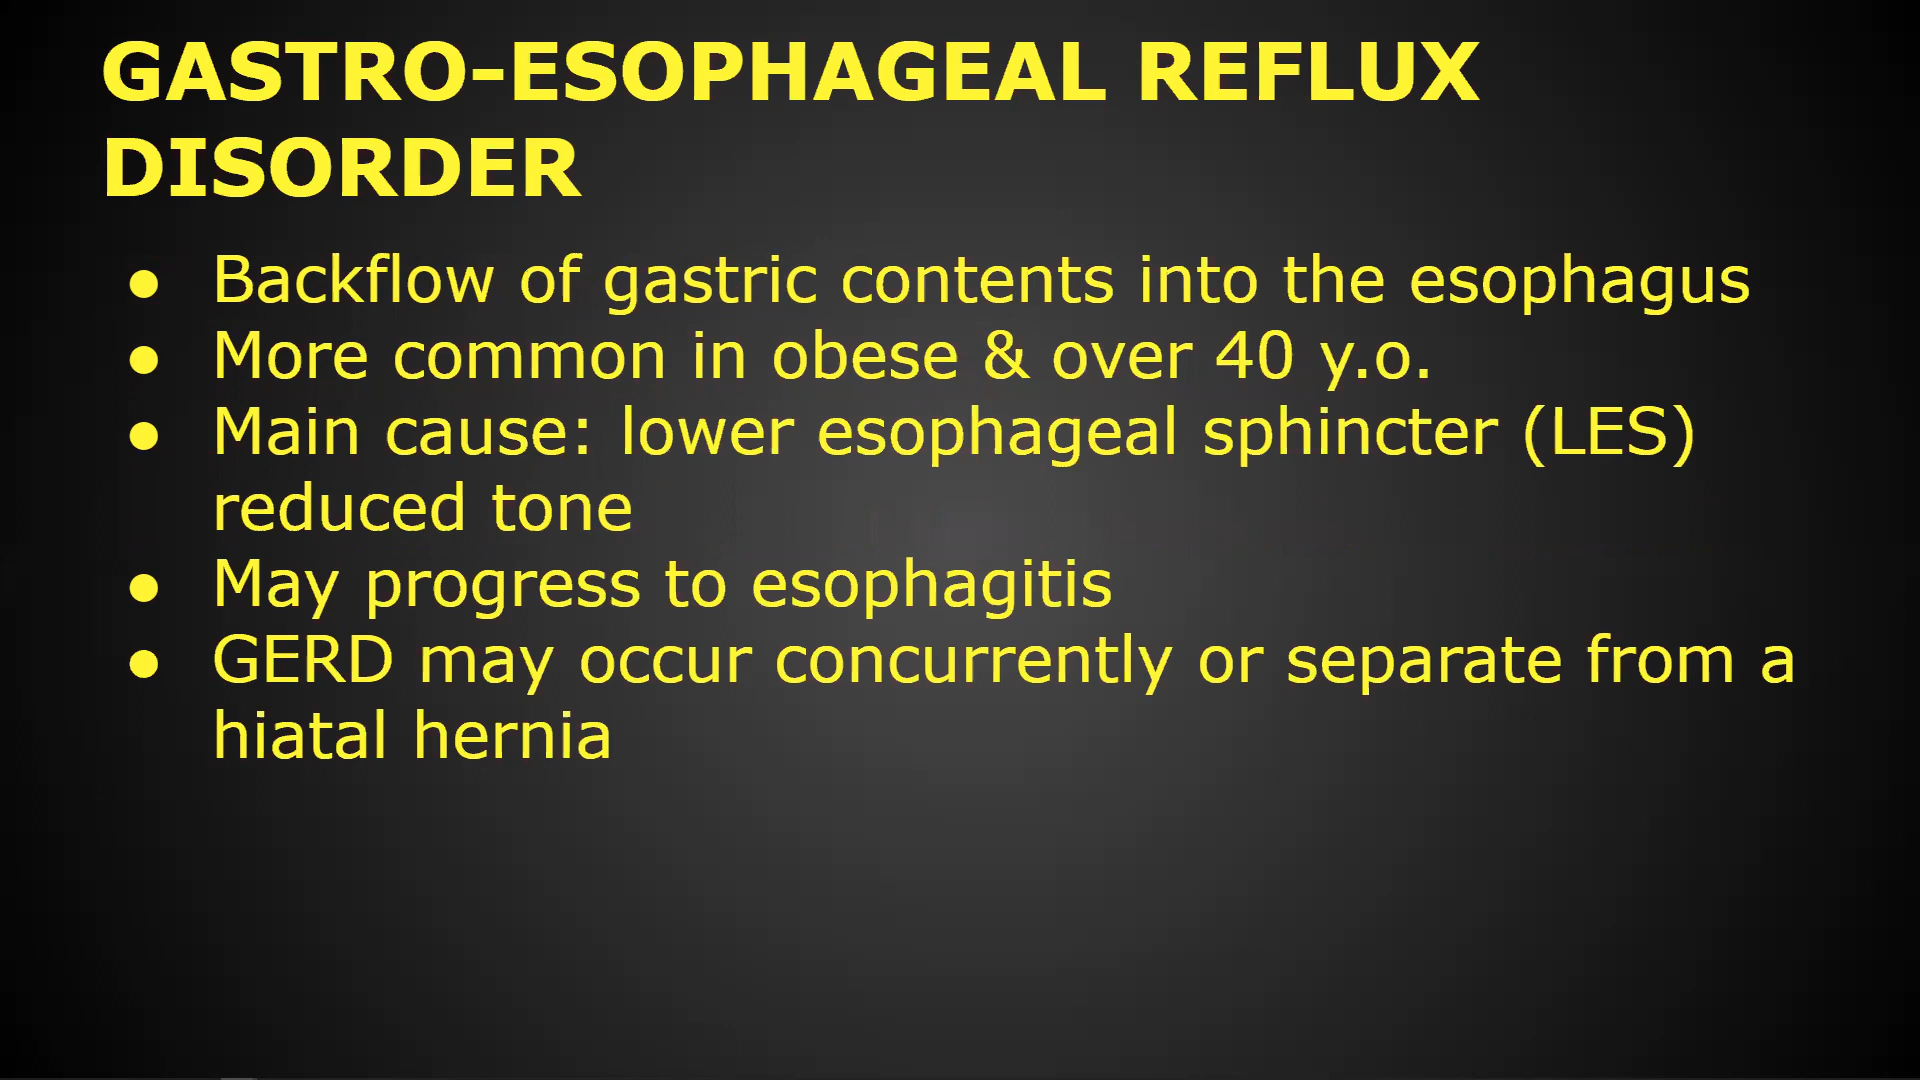 GASTRO-ESOPHAGEAL REFLUX
DISORDER
● Backflow of gastric contents into the esophagus
● More common in obese & over 40 y.o.
● Main cause: lower esophageal sphincter (LES)
reduced tone
● May progress to esophagitis
● GERD may occur concurrently or separate from a
hiatal hernia